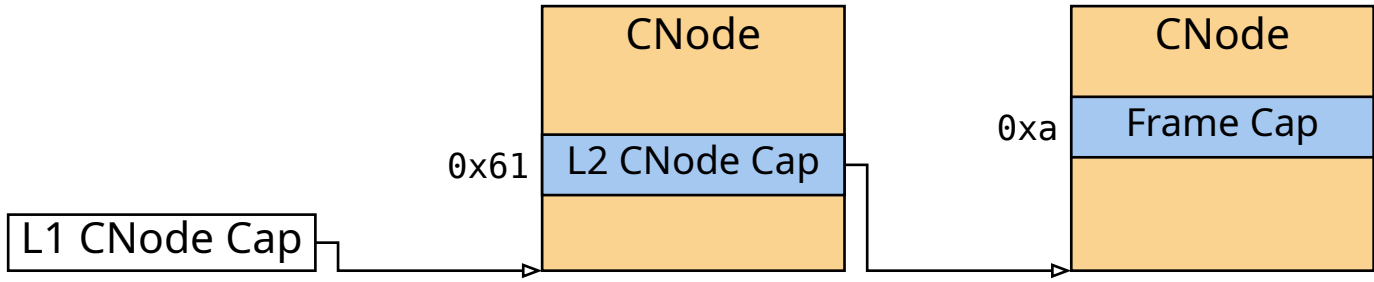 CNode
CNode
0xa
Frame Cap
0x61
L2 CNode Cap
L1 CNode Cap